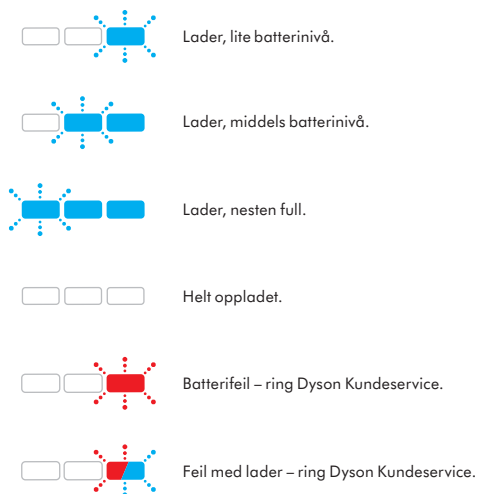 Lader, lite batterinivå.
Lader, middels batterinivå.
Lader, nesten full.
Helt oppladet.
Batterifeil – ring Dyson Kundeservice.
Feil med lader – ring Dyson Kundeservice.